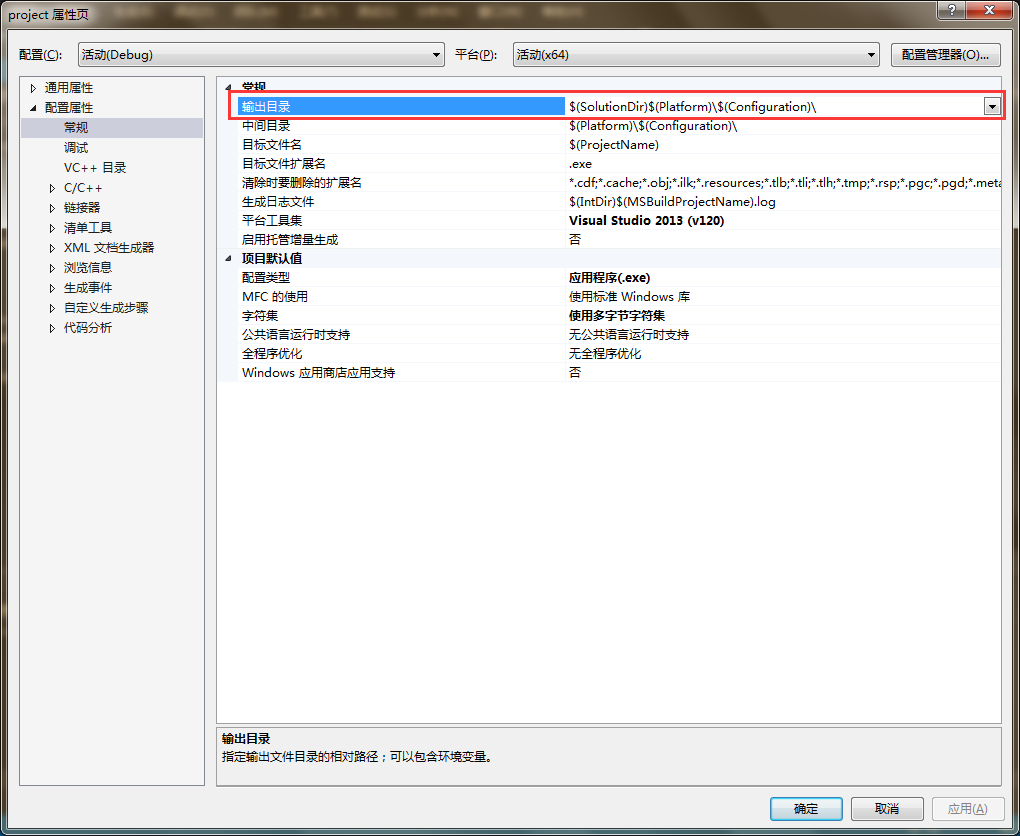 project 属性页
配置(C): 活动(Debug) 平台(P): 活动(x64) 配置管理器(O)...
通用属性
配置属性
常规
调试
VC++ 目录
C/C++
链接器
清单工具
XML 文档生成器
浏览信息
生成事件
自定义生成步骤
代码分析
常规
输出目录 $(SolutionDir)$(Platform)\$(Configuration)\
中间目录 $(Platform)\$(Configuration)\
目标文件名 $(ProjectName)
目标文件扩展名 .exe
清除时要删除的扩展名 *.cdf;*.cache;*.obj;*.ilk;*.resources;*.tlb;*.tli;*.tlh;*.tmp;*.rsp;*.pgc;*.pgd;*.meta
生成日志文件 $(IntDir)$(MSBuildProjectName).log
平台工具集 Visual Studio 2013 (v120)
启用托管增量生成 否
项目默认值
配置类型 应用程序(.exe)
MFC 的使用 使用标准 Windows 库
字符集 使用多字节字符集
公共语言运行时支持 无公共语言运行时支持
全程序优化 无全程序优化
Windows 应用商店应用支持 否
输出目录
指定输出文件目录的相对路径；可以包含环境变量。
确定 取消 应用(A)